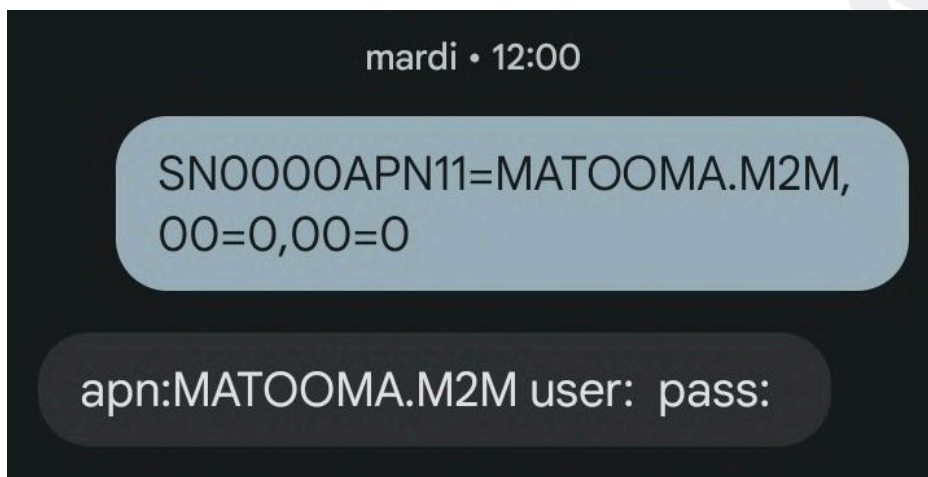 mardi • 12:00
SN0000APN11=MATOOMA.M2M,
00=0,00=0
apn:MATOOMA.M2M user:  pass: